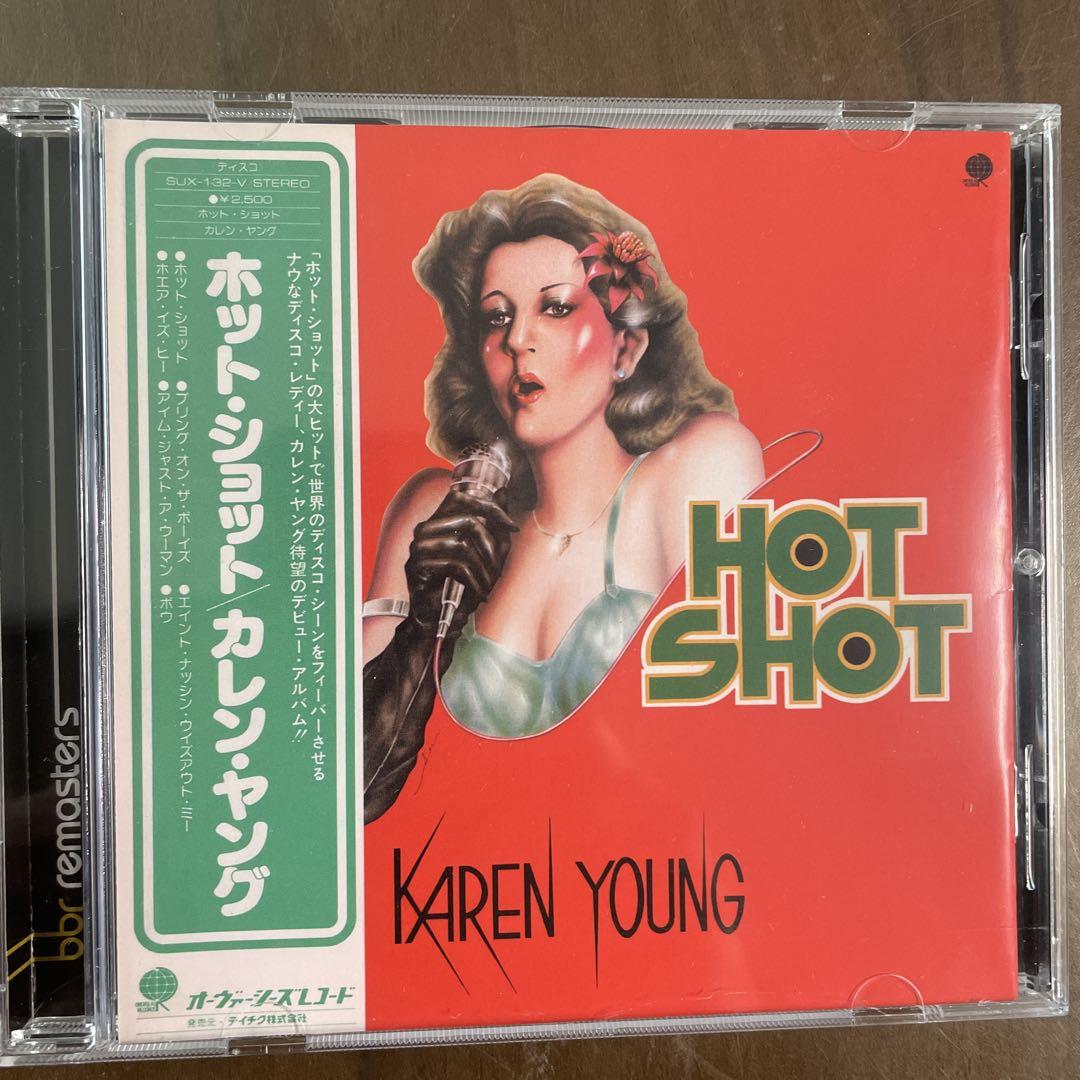 ディスコ
SUX-132-V/STEREO
●¥2,500
ホット・ショット
カレン・ヤング
「ホット・ショット」の大ヒットで世界のディスコ・シーンをフィーバーさせる
ナウなディスコ・レディー、カレン・ヤング待望のデビュー・アルバム!!
ホット・ショット/カレン・ヤング
●ホット・ショット ●ブリング・オン・ザ・ボーイズ ●エイント・ナッシン・ウイズアウト・ミー
●ホエア・イズ・ヒー ●アイム・ジャスト・ア・ウーマン ●ボウ
オーヴァーシーズレコード
発売元・テイチク株式会社
HOT
SHOT
KAREN YOUNG
bbr remasters